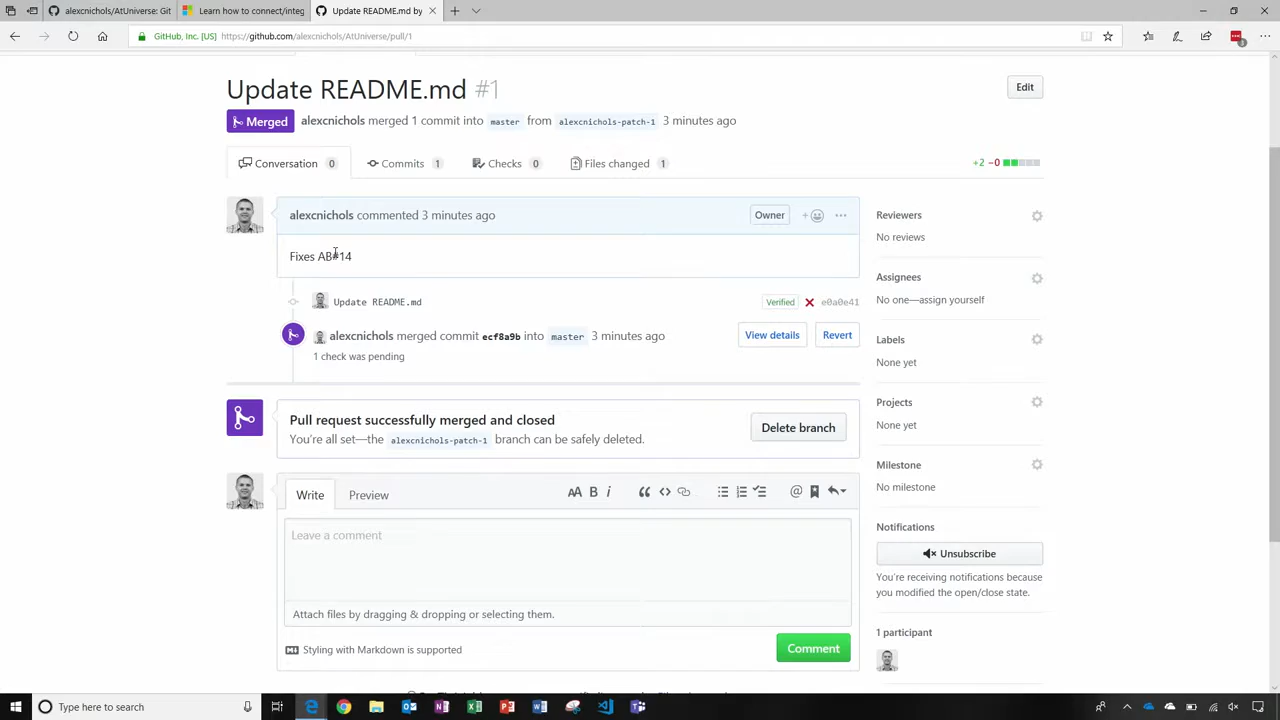 alexcnichols/AtUniverse: Git
Learn how to connect/integ
Update README.md by
GitHub, Inc. [US] https://github.com/alexcnichols/AtUniverse/pull/1
Update README.md #1
Edit
Merged alexcnichols merged 1 commit into master from alexcnichols-patch-1 3 minutes ago
Conversation 0 Commits 1 Checks 0 Files changed 1 +2 −0
alexcnichols commented 3 minutes ago Owner
Fixes AB#14
Update README.md Verified e0a0e41
alexcnichols merged commit ecf8a9b into master 3 minutes ago View details Revert
1 check was pending
Pull request successfully merged and closed
You're all set—the alexcnichols-patch-1 branch can be safely deleted.
Delete branch
Write Preview
Leave a comment
Attach files by dragging & dropping or selecting them.
Styling with Markdown is supported
Comment
Reviewers
No reviews
Assignees
No one—assign yourself
Labels
None yet
Projects
None yet
Milestone
No milestone
Notifications
Unsubscribe
You're receiving notifications because
you modified the open/close state.
1 participant
Type here to search